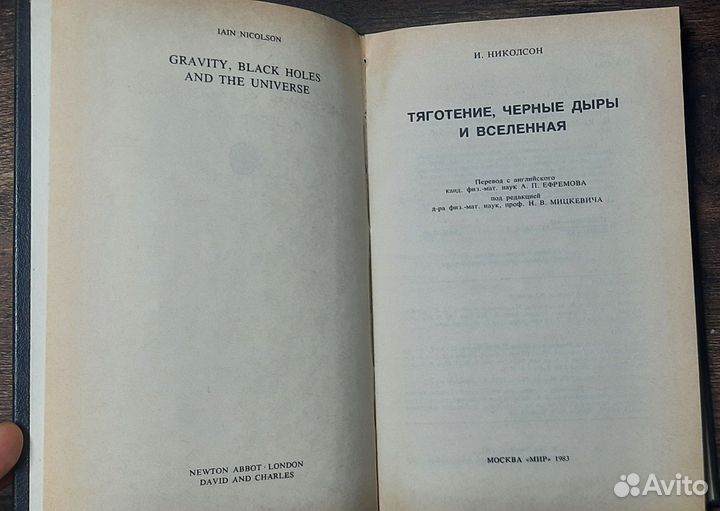 IAIN NICOLSON
GRAVITY, BLACK HOLES
AND THE UNIVERSE
NEWTON ABBOT · LONDON
DAVID AND CHARLES
И. НИКОЛСОН
ТЯГОТЕНИЕ, ЧЕРНЫЕ ДЫРЫ
И ВСЕЛЕННАЯ
Перевод с английского
канд. физ.-мат. наук А. П. ЕФРЕМОВА
под редакцией
д-ра физ.-мат. наук, проф. Н. В. МИЦКЕВИЧА
МОСКВА «МИР» 1983
Avito